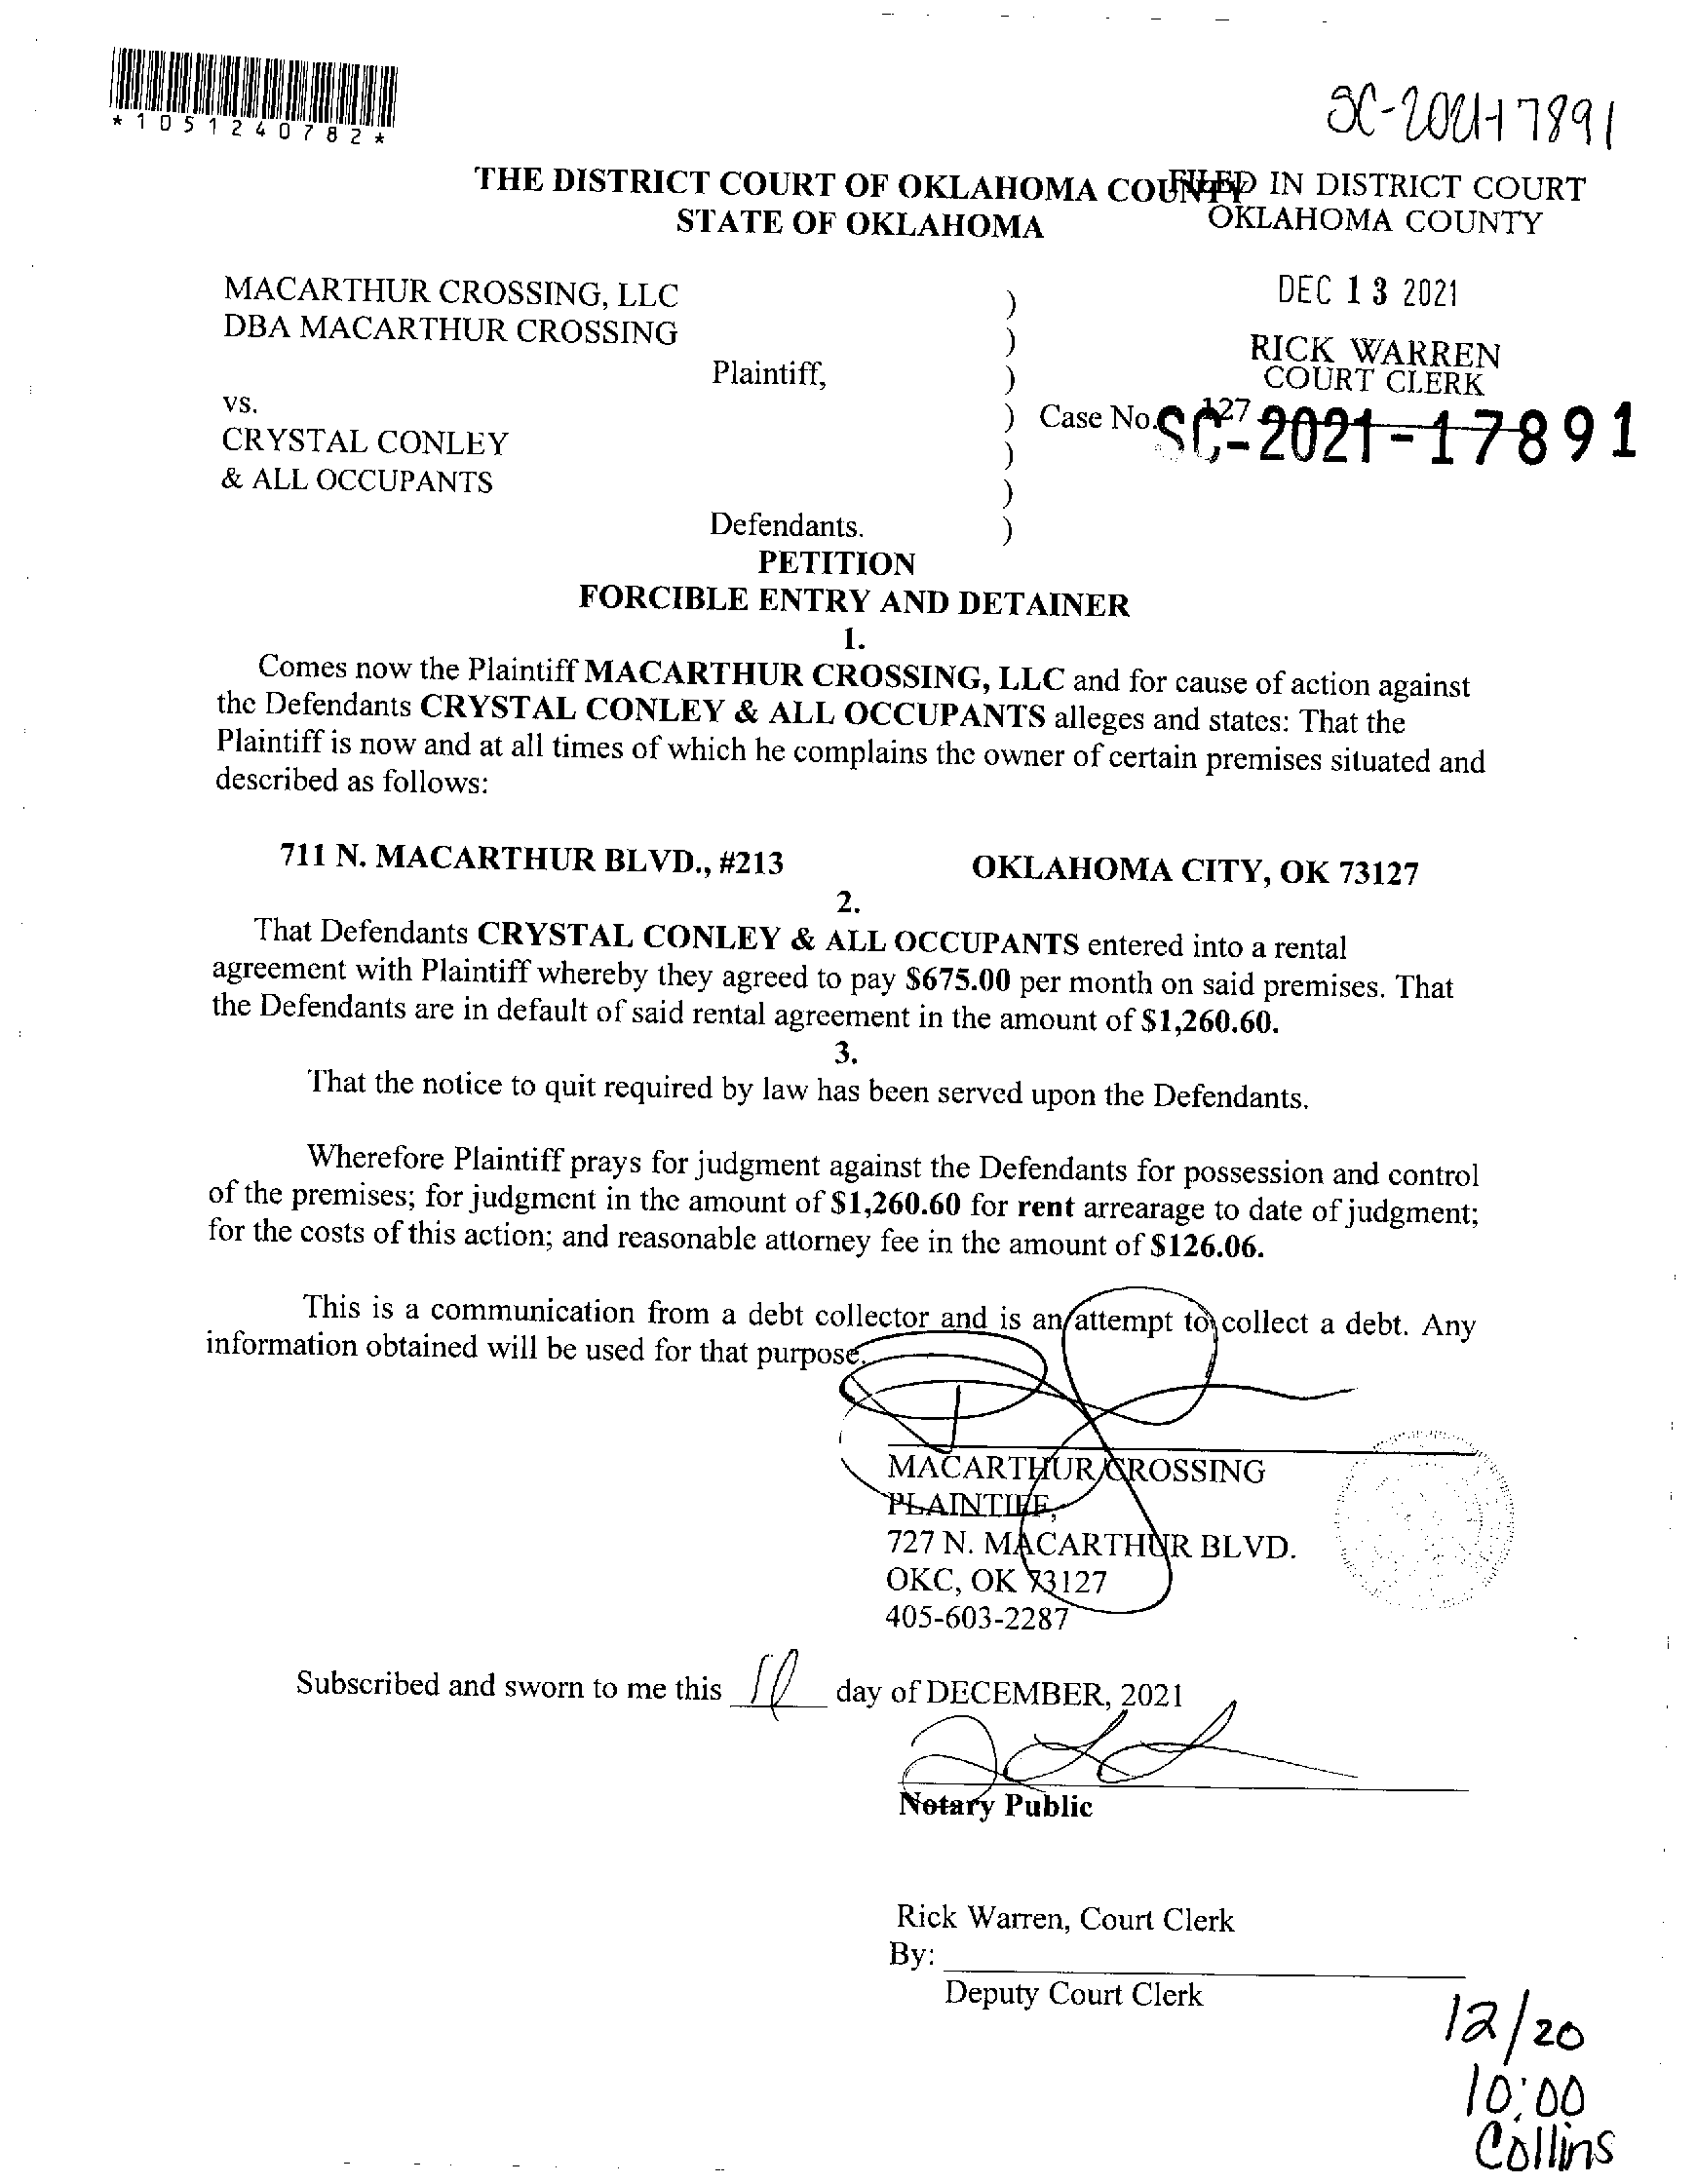 *1051240782*
SC-2021-17891
THE DISTRICT COURT OF OKLAHOMA COUNTY
STATE OF OKLAHOMA
FILED IN DISTRICT COURT
OKLAHOMA COUNTY
DEC 13 2021
RICK WARREN
COURT CLERK
127
MACARTHUR CROSSING, LLC )
DBA MACARTHUR CROSSING )
Plaintiff, )
vs. ) Case No. SC-2021-17891
CRYSTAL CONLEY )
& ALL OCCUPANTS )
Defendants. )
PETITION
FORCIBLE ENTRY AND DETAINER
1.
Comes now the Plaintiff MACARTHUR CROSSING, LLC and for cause of action against
the Defendants CRYSTAL CONLEY & ALL OCCUPANTS alleges and states: That the
Plaintiff is now and at all times of which he complains the owner of certain premises situated and
described as follows:
711 N. MACARTHUR BLVD., #213 OKLAHOMA CITY, OK 73127
2.
That Defendants CRYSTAL CONLEY & ALL OCCUPANTS entered into a rental
agreement with Plaintiff whereby they agreed to pay $675.00 per month on said premises. That
the Defendants are in default of said rental agreement in the amount of $1,260.60.
3.
That the notice to quit required by law has been served upon the Defendants.
Wherefore Plaintiff prays for judgment against the Defendants for possession and control
of the premises; for judgment in the amount of $1,260.60 for rent arrearage to date of judgment;
for the costs of this action; and reasonable attorney fee in the amount of $126.06.
This is a communication from a debt collector and is an attempt to collect a debt. Any
information obtained will be used for that purpose.
MACARTHUR CROSSING
PLAINTIFF,
727 N. MACARTHUR BLVD.
OKC, OK 73127
405-603-2287
Subscribed and sworn to me this day of DECEMBER, 2021
Notary Public
Rick Warren, Court Clerk
By:
Deputy Court Clerk
12/20
10:00
Collins